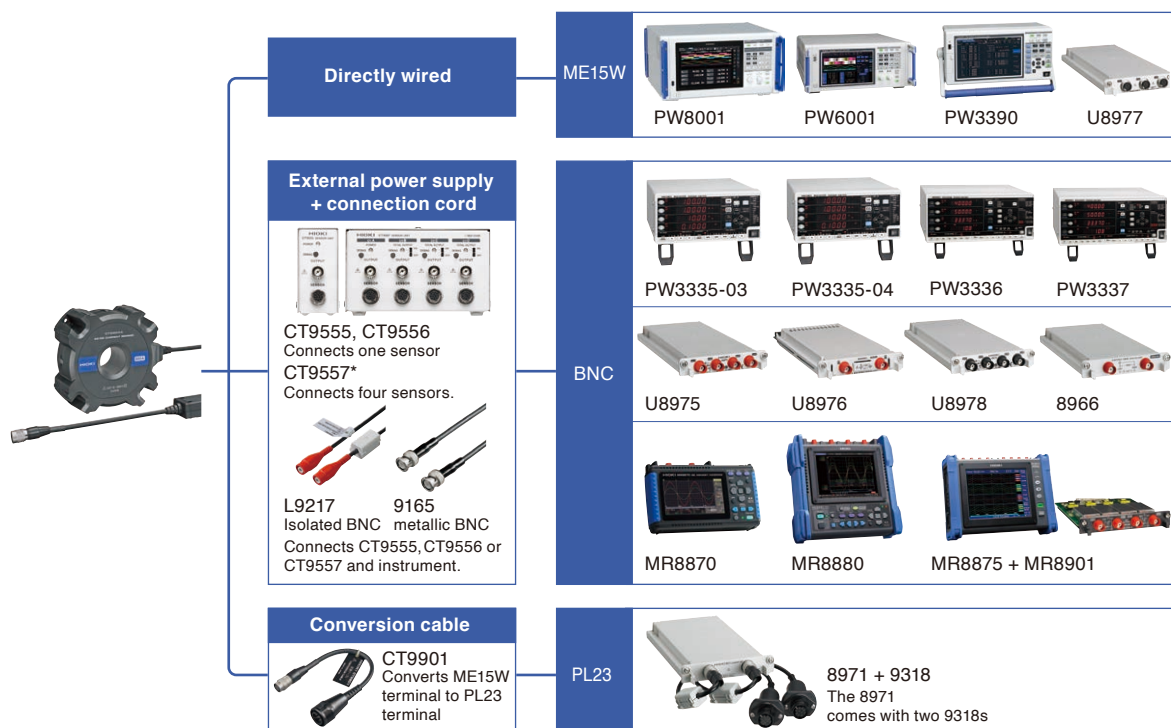 Directly wired
ME15W
PW8001
PW6001
PW3390
U8977
External power supply
+ connection cord
HIOKI
HIOKI
CT9555, CT9556
Connects one sensor
CT9557*
Connects four sensors.
L9217
Isolated BNC
9165
metallic BNC
Connects CT9555, CT9556 or
CT9557 and instrument.
BNC
PW3335-03
PW3335-04
PW3336
PW3337
U8975
U8976
U8978
8966
MR8870
MR8880
MR8875 + MR8901
Conversion cable
CT9901
Converts ME15W
terminal to PL23
terminal
PL23
8971 + 9318
The 8971
comes with two 9318s